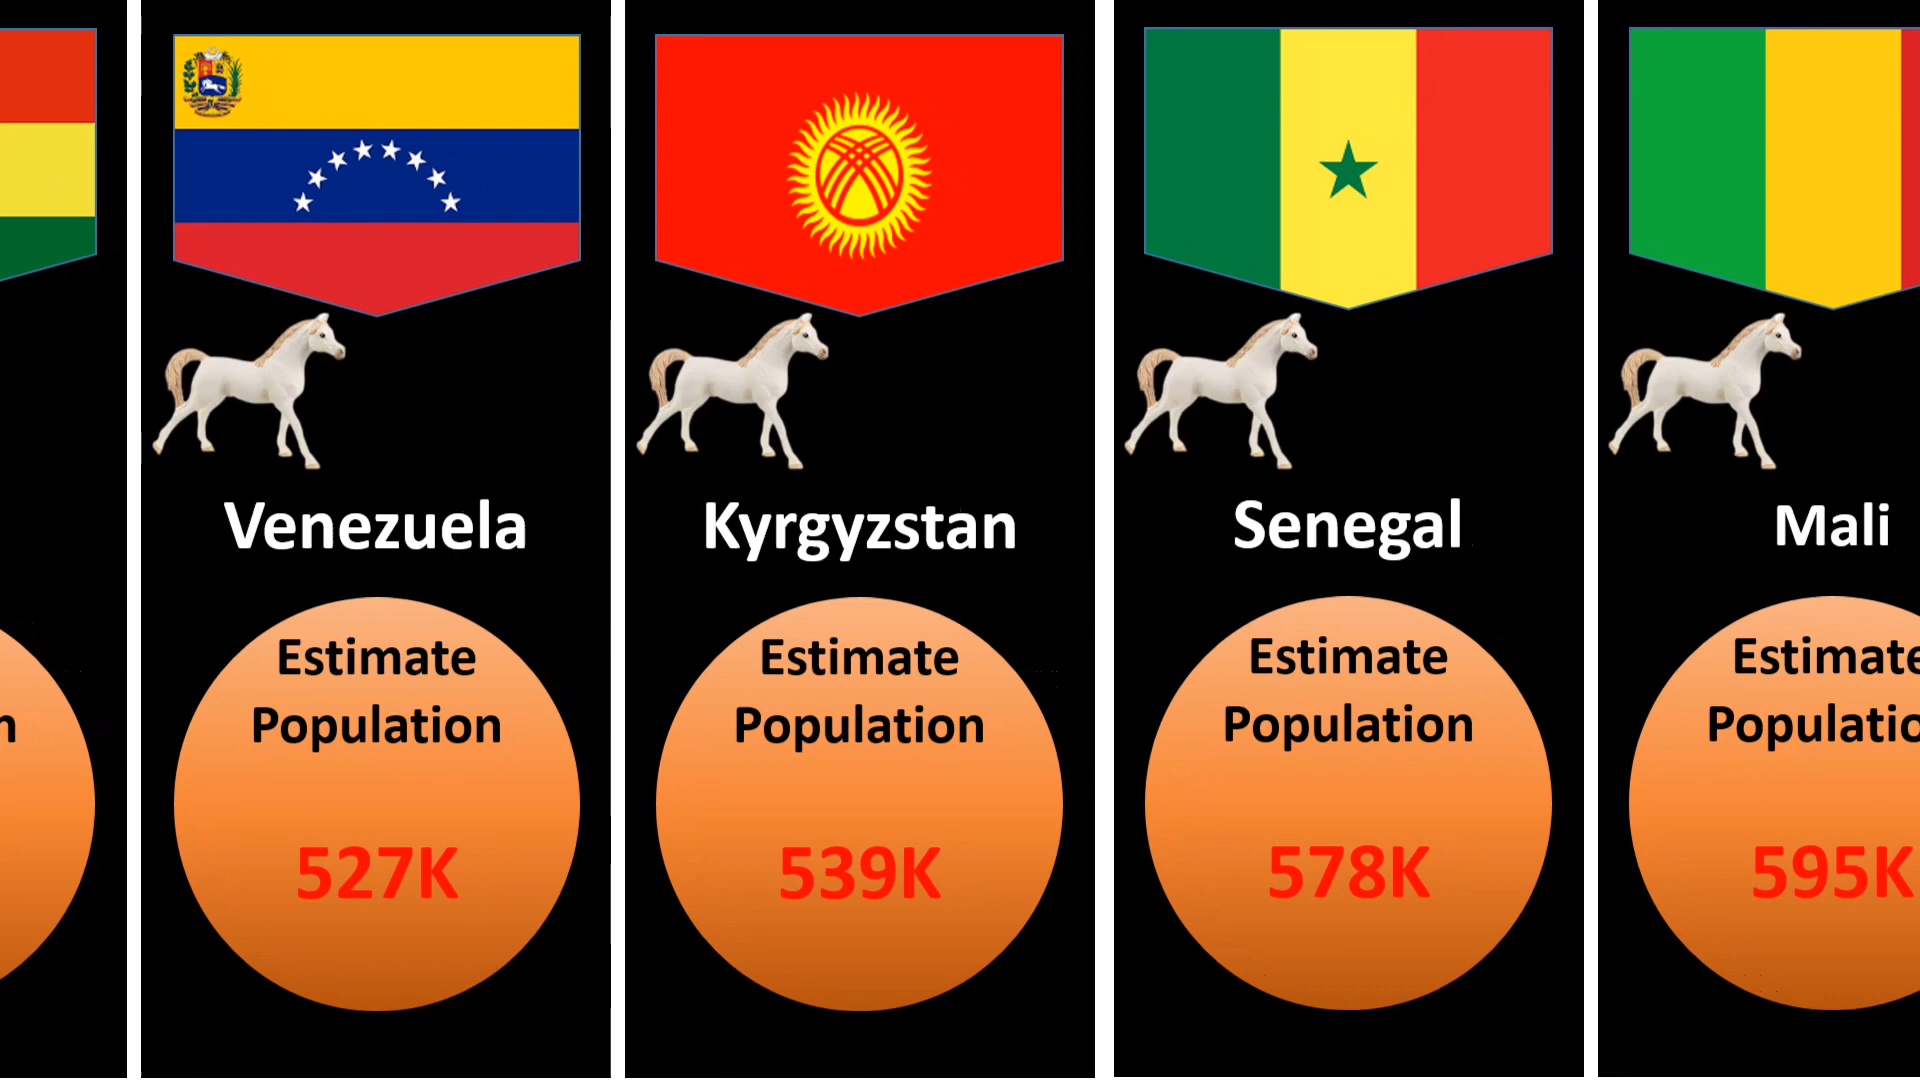 n
Venezuela
Estimate
Population
527K
Kyrgyzstan
Estimate
Population
539K
Senegal
Estimate
Population
578K
Mali
Estimate
Populatio
595K